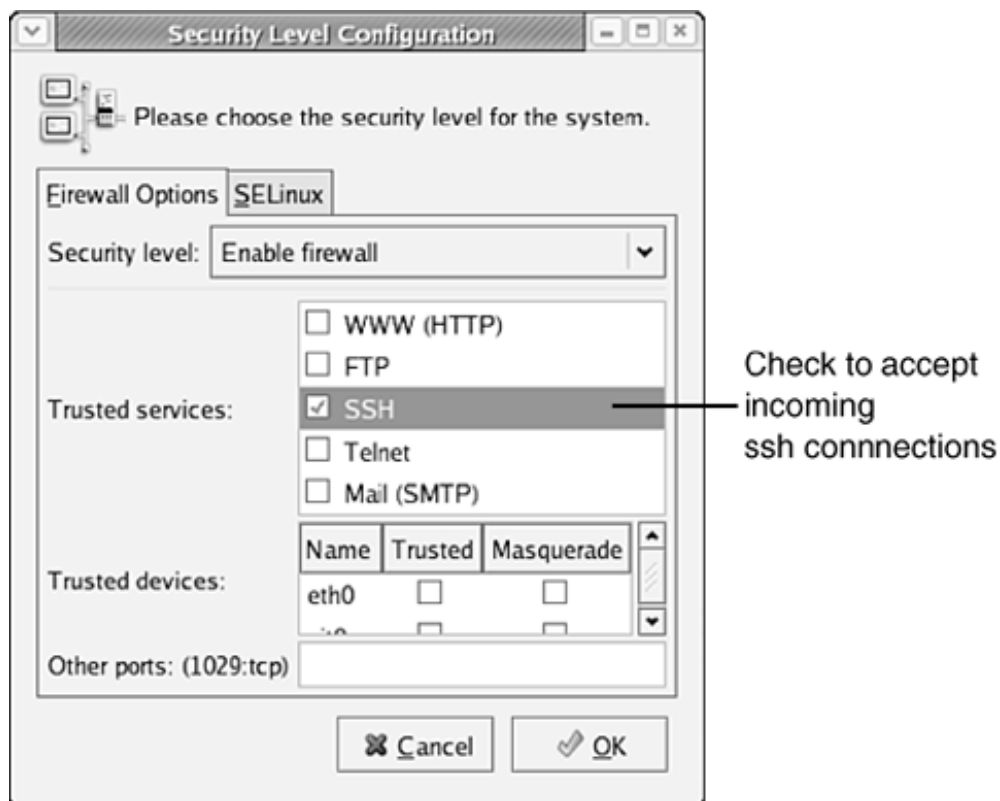 Security Level Configuration
Please choose the security level for the system.
Firewall Options SELinux
Security level: Enable firewall
WWW (HTTP)
FTP
Trusted services:
SSH
Telnet
Mail (SMTP)
Name Trusted Masquerade
Trusted devices:
eth0
Other ports: (1029:tcp)
Cancel OK
Check to accept
incoming
ssh connnections